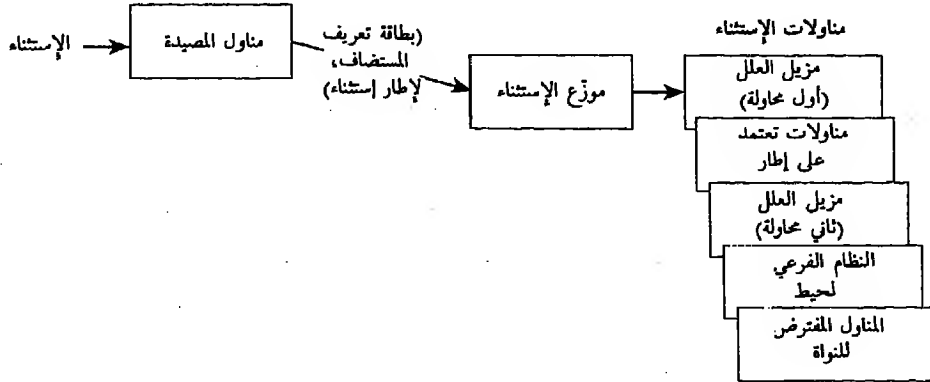 الإستثناء
مناول المصيدة
(بطاقة تعريف
المستضاف،
لإطار إستثناء)
موزّع الإستثناء
مناولات الإستثناء
مزيل العلل
(أول محاولة)
مناولات تعتمد
على إطار
مزيل العلل
(ثاني محاولة)
النظام الفرعي
لمحيط
المناول المفترض
للنواة